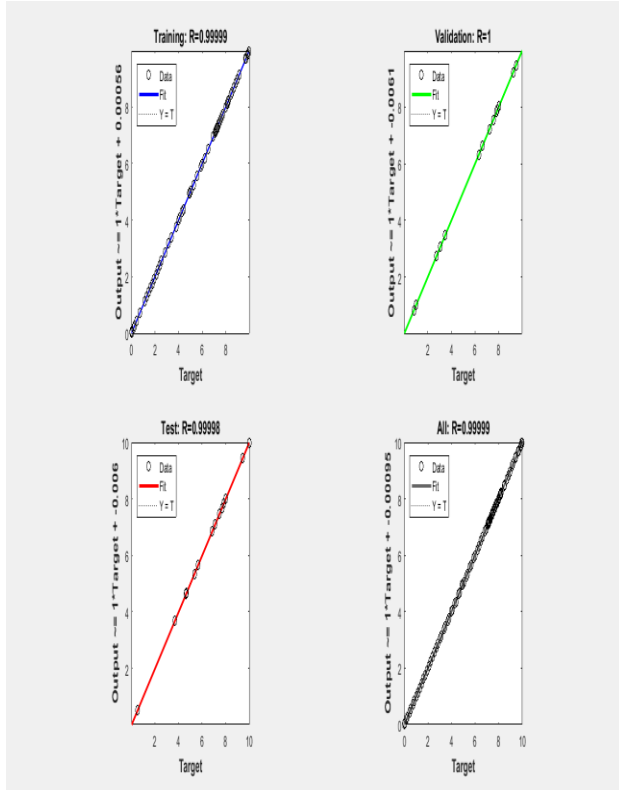 Training: R=0.99999
Output ~= 1*Target + 0.00056
Data
Fit
Y = T
8
6
4
2
0
0 2 4 6 8
Target
Validation: R=1
Output ~= 1*Target + -0.0061
Data
Fit
Y = T
8
6
4
2
2 4 6 8
Target
Test: R=0.99998
Output ~= 1*Target + -0.006
Data
Fit
Y = T
10
8
6
4
2
2 4 6 8 10
Target
All: R=0.99999
Output ~= 1*Target + -0.00095
Data
Fit
Y = T
10
8
6
4
2
0
0 2 4 6 8 10
Target